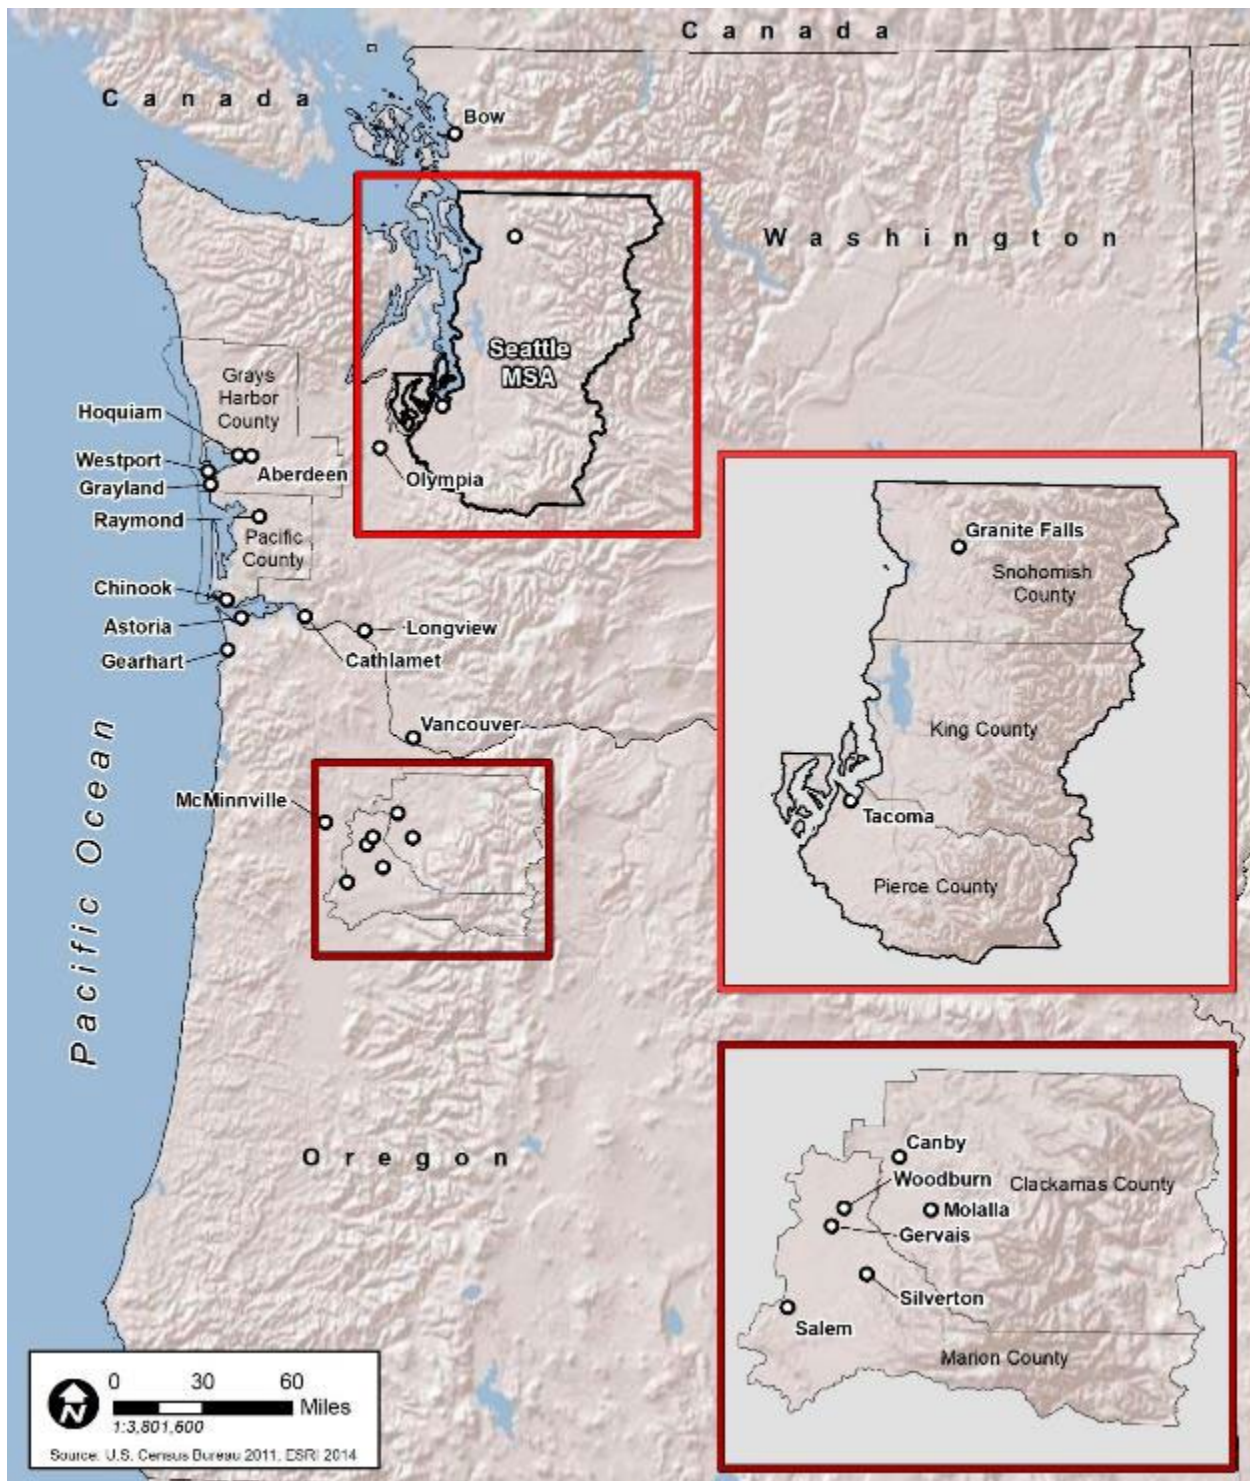 Canada
Canada
Bow
Washington
Seattle
MSA
Grays
Harbor
County
Hoquiam
Westport
Aberdeen
Grayland
Olympia
Raymond
Pacific
County
Chinook
Astoria
Longview
Gearhart
Cathlamet
Vancouver
McMinnville
Pacific Ocean
Oregon
Granite Falls
Snohomish
County
King County
Tacoma
Pierce County
Canby
Woodburn
Clackamas County
Molalla
Gervais
Silverton
Salem
Marion County
0 30 60
Miles
N
1:3,801,600
Source: U.S. Census Bureau 2011, ESRI 2014